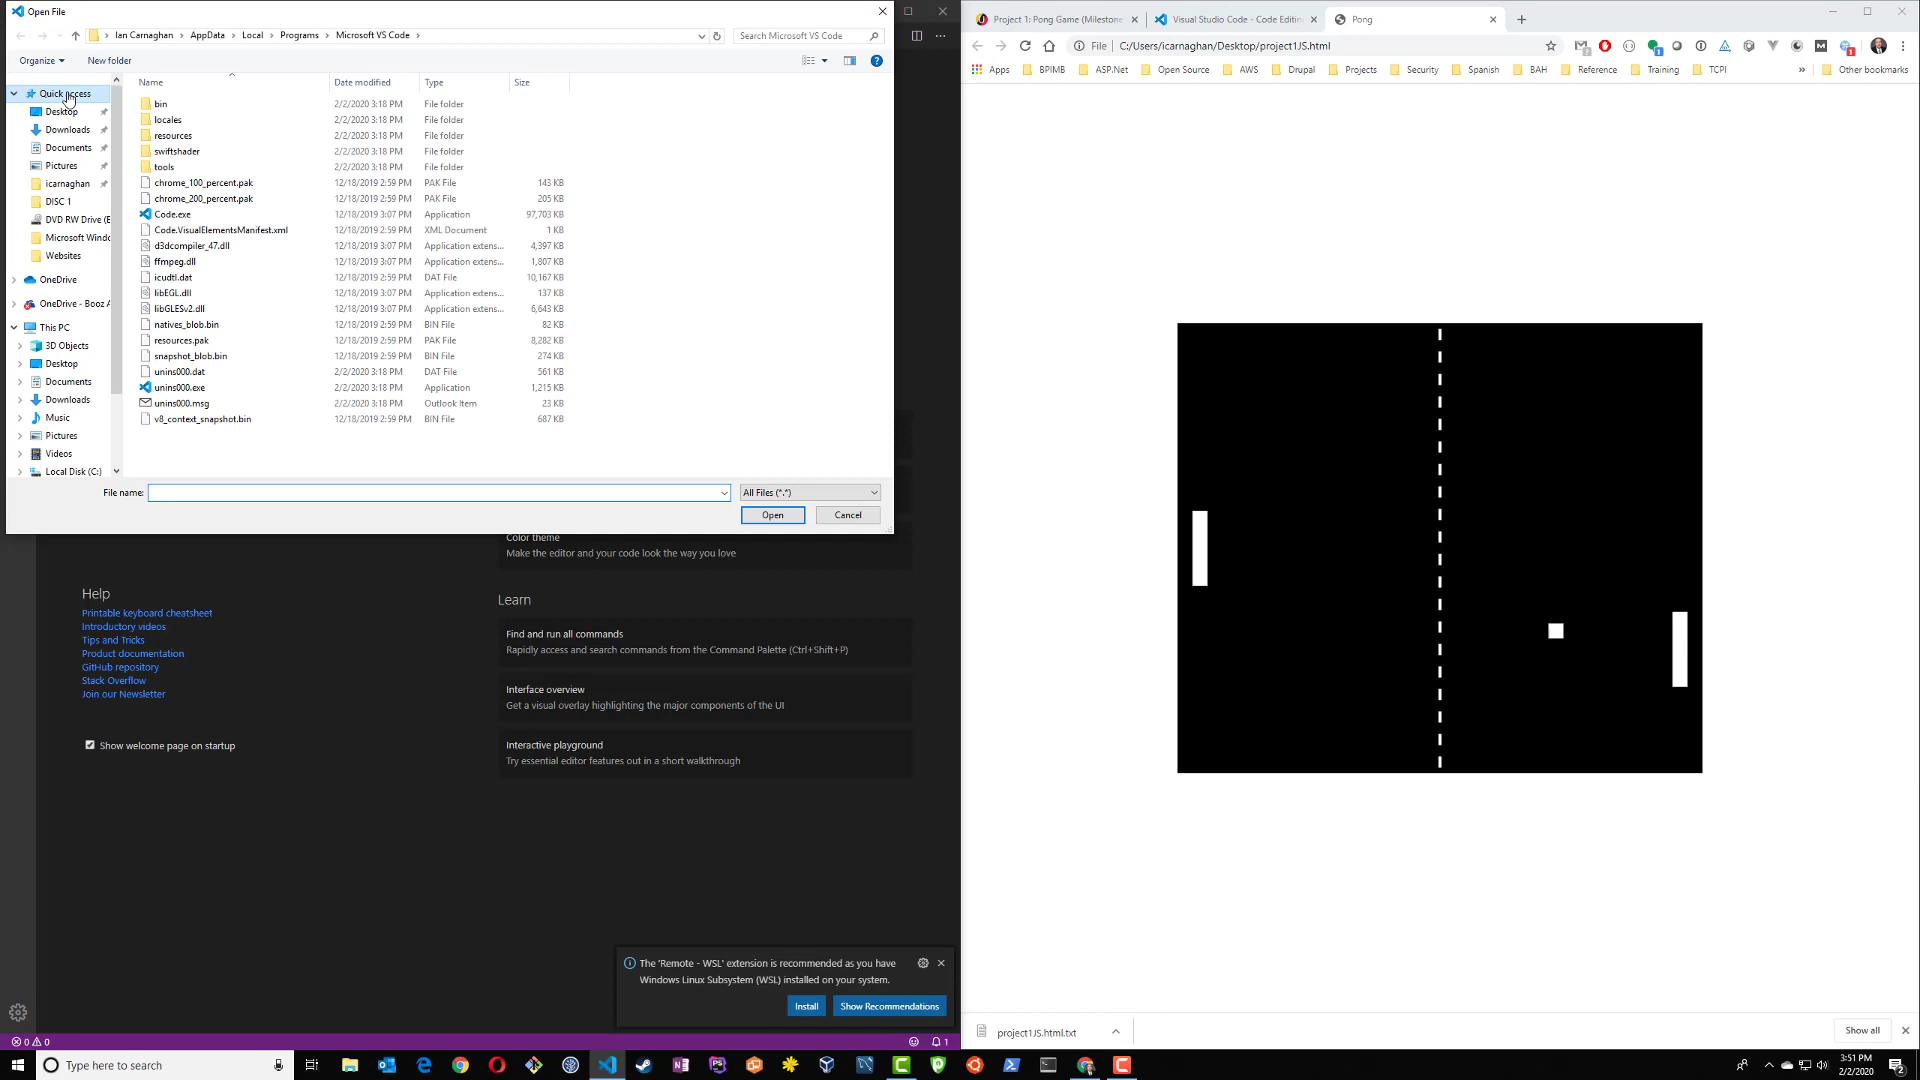 Open File
Ian Carnaghan > AppData > Local > Programs > Microsoft VS Code >
Search Microsoft VS Code
Organize
New folder
Name
Date modified
Type
Size
Quick access
Desktop
Downloads
Documents
Pictures
icarnaghan
DISC 1
DVD RW Drive (E
Microsoft Windo
Websites
OneDrive
OneDrive - Booz A
This PC
3D Objects
Desktop
Documents
Downloads
Music
Pictures
Videos
Local Disk (C:)
bin 2/2/2020 3:18 PM File folder
locales 2/2/2020 3:18 PM File folder
resources 2/2/2020 3:18 PM File folder
swiftshader 2/2/2020 3:18 PM File folder
tools 2/2/2020 3:18 PM File folder
chrome_100_percent.pak 12/18/2019 2:59 PM PAK File 143 KB
chrome_200_percent.pak 12/18/2019 2:59 PM PAK File 205 KB
Code.exe 12/18/2019 3:07 PM Application 97,703 KB
Code.VisualElementsManifest.xml 12/18/2019 2:59 PM XML Document 1 KB
d3dcompiler_47.dll 12/18/2019 3:07 PM Application extens... 4,397 KB
ffmpeg.dll 12/18/2019 3:07 PM Application extens... 1,807 KB
icudtl.dat 12/18/2019 2:59 PM DAT File 10,167 KB
libEGL.dll 12/18/2019 3:07 PM Application extens... 137 KB
libGLESv2.dll 12/18/2019 3:07 PM Application extens... 6,643 KB
natives_blob.bin 12/18/2019 2:59 PM BIN File 82 KB
resources.pak 12/18/2019 2:59 PM PAK File 8,282 KB
snapshot_blob.bin 12/18/2019 2:59 PM BIN File 274 KB
unins000.dat 2/2/2020 3:18 PM DAT File 561 KB
unins000.exe 2/2/2020 3:18 PM Application 1,215 KB
unins000.msg 2/2/2020 3:18 PM Outlook Item 23 KB
v8_context_snapshot.bin 12/18/2019 2:59 PM BIN File 687 KB
File name:
All Files (*.*)
Open
Cancel
Color theme
Make the editor and your code look the way you love
Help
Printable keyboard cheatsheet
Introductory videos
Tips and Tricks
Product documentation
GitHub repository
Stack Overflow
Join our Newsletter
Show welcome page on startup
Learn
Find and run all commands
Rapidly access and search commands from the Command Palette (Ctrl+Shift+P)
Interface overview
Get a visual overlay highlighting the major components of the UI
Interactive playground
Try essential editor features out in a short walkthrough
The 'Remote - WSL' extension is recommended as you have
Windows Linux Subsystem (WSL) installed on your system.
Install
Show Recommendations
0 0
1
Project 1: Pong Game (Milestone
Visual Studio Code - Code Editin
Pong
File | C:/Users/icarnaghan/Desktop/project1JS.html
Apps BPIMB ASP.Net Open Source AWS Drupal Projects Security Spanish BAH Reference Training TCPI » Other bookmarks
project1JS.html.txt
Show all
Type here to search
3:51 PM
2/2/2020